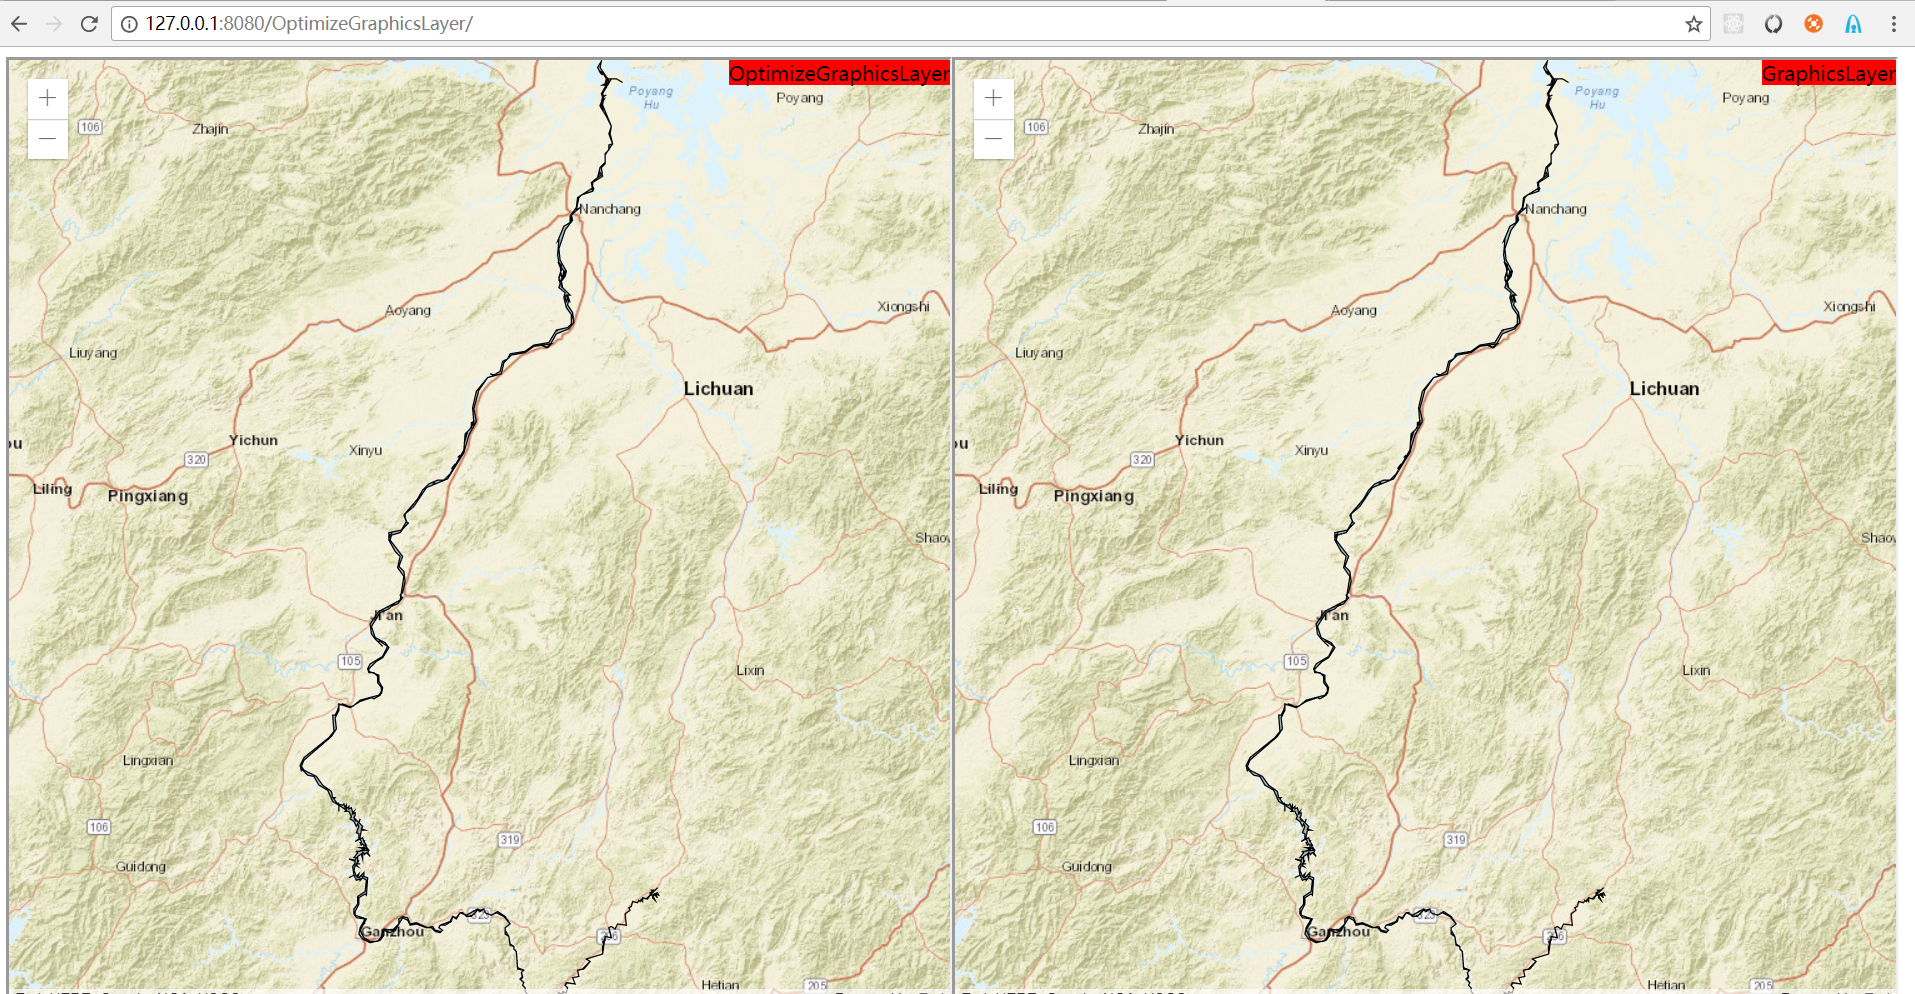 127.0.0.1:8080/OptimizeGraphicsLayer/
OptimizeGraphicsLayer
Poyang
Hu
Poyang
106
Zhajin
Nanchang
Aoyang
Xiongshi
Liuyang
Lichuan
Yichun
Xinyu
320
Liling
Pingxiang
Ji'an
105
Lixin
Lingxian
106
319
Guidong
323
Ganzhou
Hetian
205
GraphicsLayer
Poyang
Hu
Poyang
106
Zhajin
Nanchang
Aoyang
Xiongshi
Liuyang
Lichuan
Yichun
Xinyu
320
Liling
Pingxiang
Ji'an
105
Lixin
Lingxian
106
319
Guidong
323
Ganzhou
Hetian
205